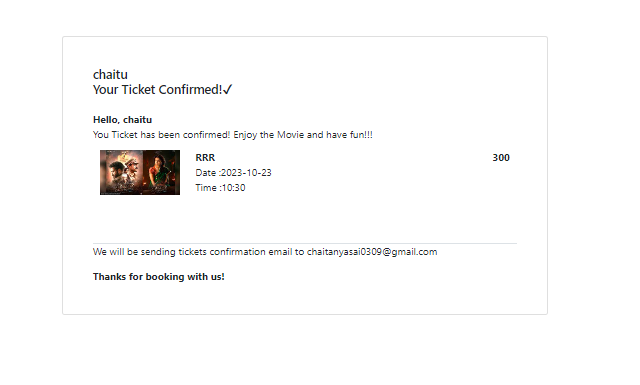 chaitu
Your Ticket Confirmed!✓
Hello, chaitu
You Ticket has been confirmed! Enjoy the Movie and have fun!!!
RRR 300
Date :2023-10-23
Time :10:30
We will be sending tickets confirmation email to chaitanyasai0309@gmail.com
Thanks for booking with us!